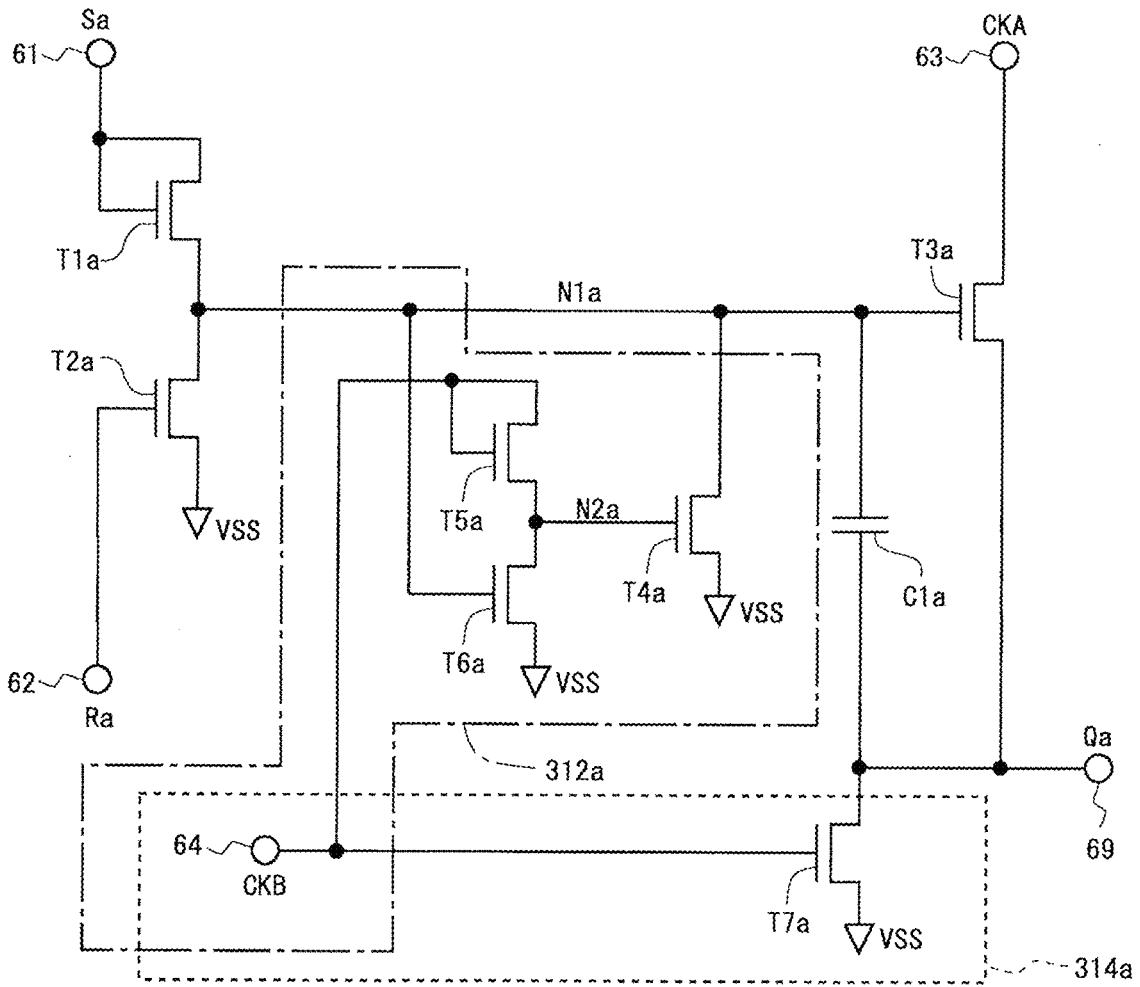 Sa
61
CKA
63
T1a
T3a
N1a
T2a
T5a
N2a
VSS
T4a
C1a
VSS
T6a
VSS
62
Ra
312a
Qa
64
CKB
69
T7a
VSS
314a